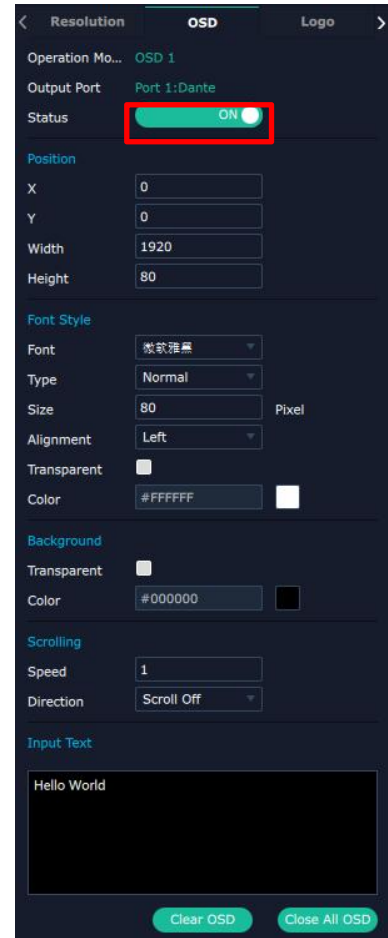 Resolution OSD Logo
Operation Mo... OSD 1
Output Port Port 1:Dante
Status ON
Position
X 0
Y 0
Width 1920
Height 80
Font Style
Font 微软雅黑
Type Normal
Size 80 Pixel
Alignment Left
Transparent
Color #FFFFFF
Background
Transparent
Color #000000
Scrolling
Speed 1
Direction Scroll Off
Input Text
Hello World
Clear OSD Close All OSD